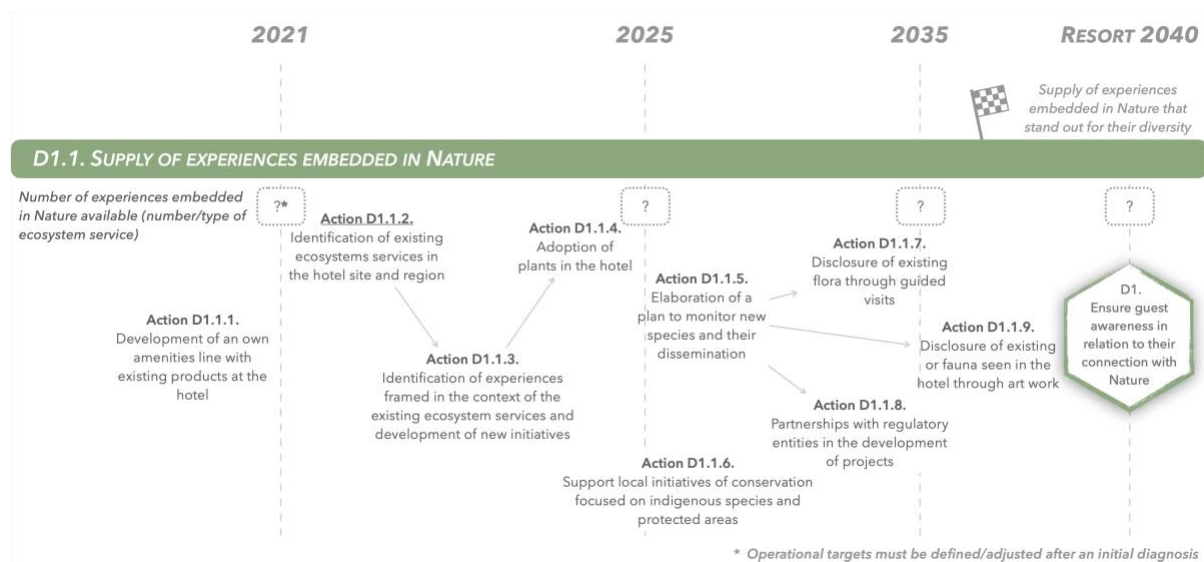 2021
2025
2035
RESORT 2040
Supply of experiences
embedded in Nature that
stand out for their diversity
D1.1. SUPPLY OF EXPERIENCES EMBEDDED IN NATURE
Number of experiences embedded
in Nature available (number/type of
ecosystem service)
?*
?
?
?
Action D1.1.1.
Development of an own
amenities line with
existing products at the
hotel
Action D1.1.2.
Identification of existing
ecosystems services in
the hotel site and region
Action D1.1.3.
Identification of experiences
framed in the context of the
existing ecosystem services and
development of new initiatives
Action D1.1.4.
Adoption of
plants in the hotel
Action D1.1.5.
Elaboration of a
plan to monitor new
species and their
dissemination
Action D1.1.6.
Support local initiatives of conservation
focused on indigenous species and
protected areas
Action D1.1.7.
Disclosure of existing
flora through guided
visits
Action D1.1.8.
Partnerships with regulatory
entities in the development
of projects
Action D1.1.9.
Disclosure of existing
or fauna seen in the
hotel through art work
D1.
Ensure guest
awareness in
relation to their
connection with
Nature
* Operational targets must be defined/adjusted after an initial diagnosis